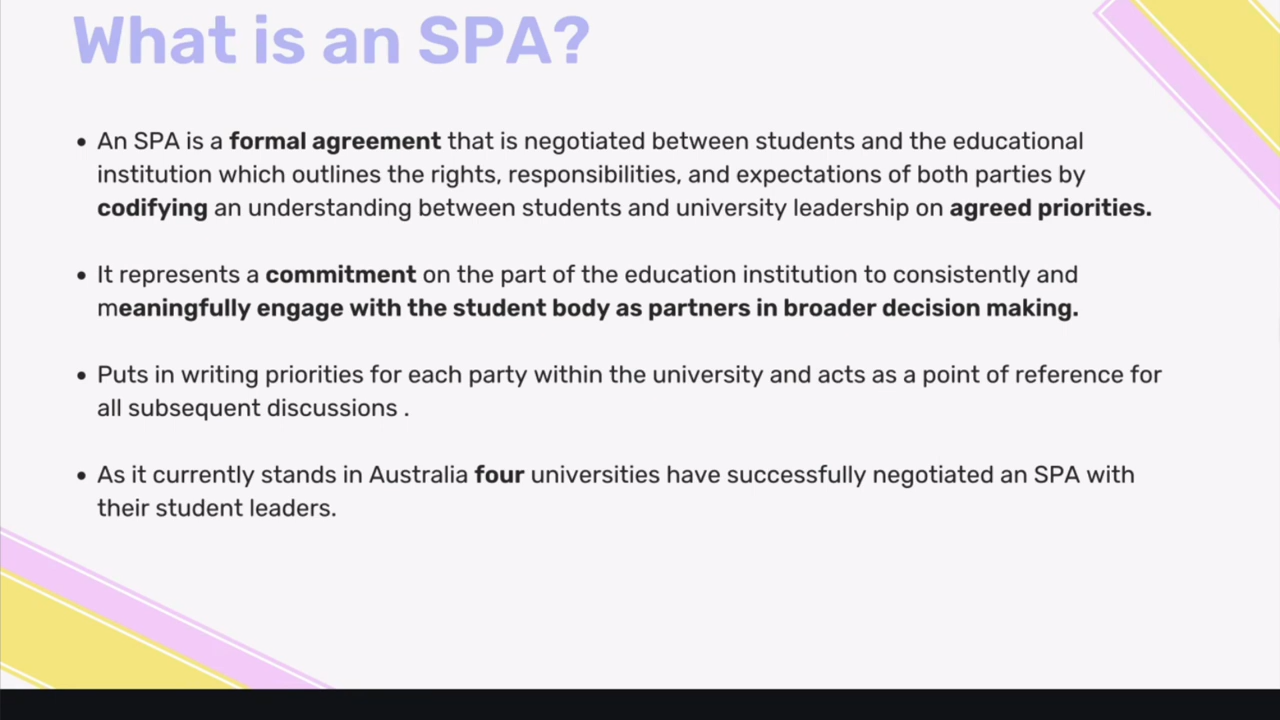 What is an SPA?
• An SPA is a formal agreement that is negotiated between students and the educational
institution which outlines the rights, responsibilities, and expectations of both parties by
codifying an understanding between students and university leadership on agreed priorities.
• It represents a commitment on the part of the education institution to consistently and
meaningfully engage with the student body as partners in broader decision making.
• Puts in writing priorities for each party within the university and acts as a point of reference for
all subsequent discussions .
• As it currently stands in Australia four universities have successfully negotiated an SPA with
their student leaders.